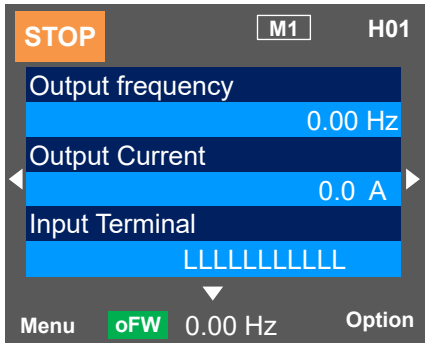 STOP M1 H01
Output frequency
0.00 Hz
Output Current
0.0 A
Input Terminal
LLLLLLLLLLL
Menu oFW 0.00 Hz Option